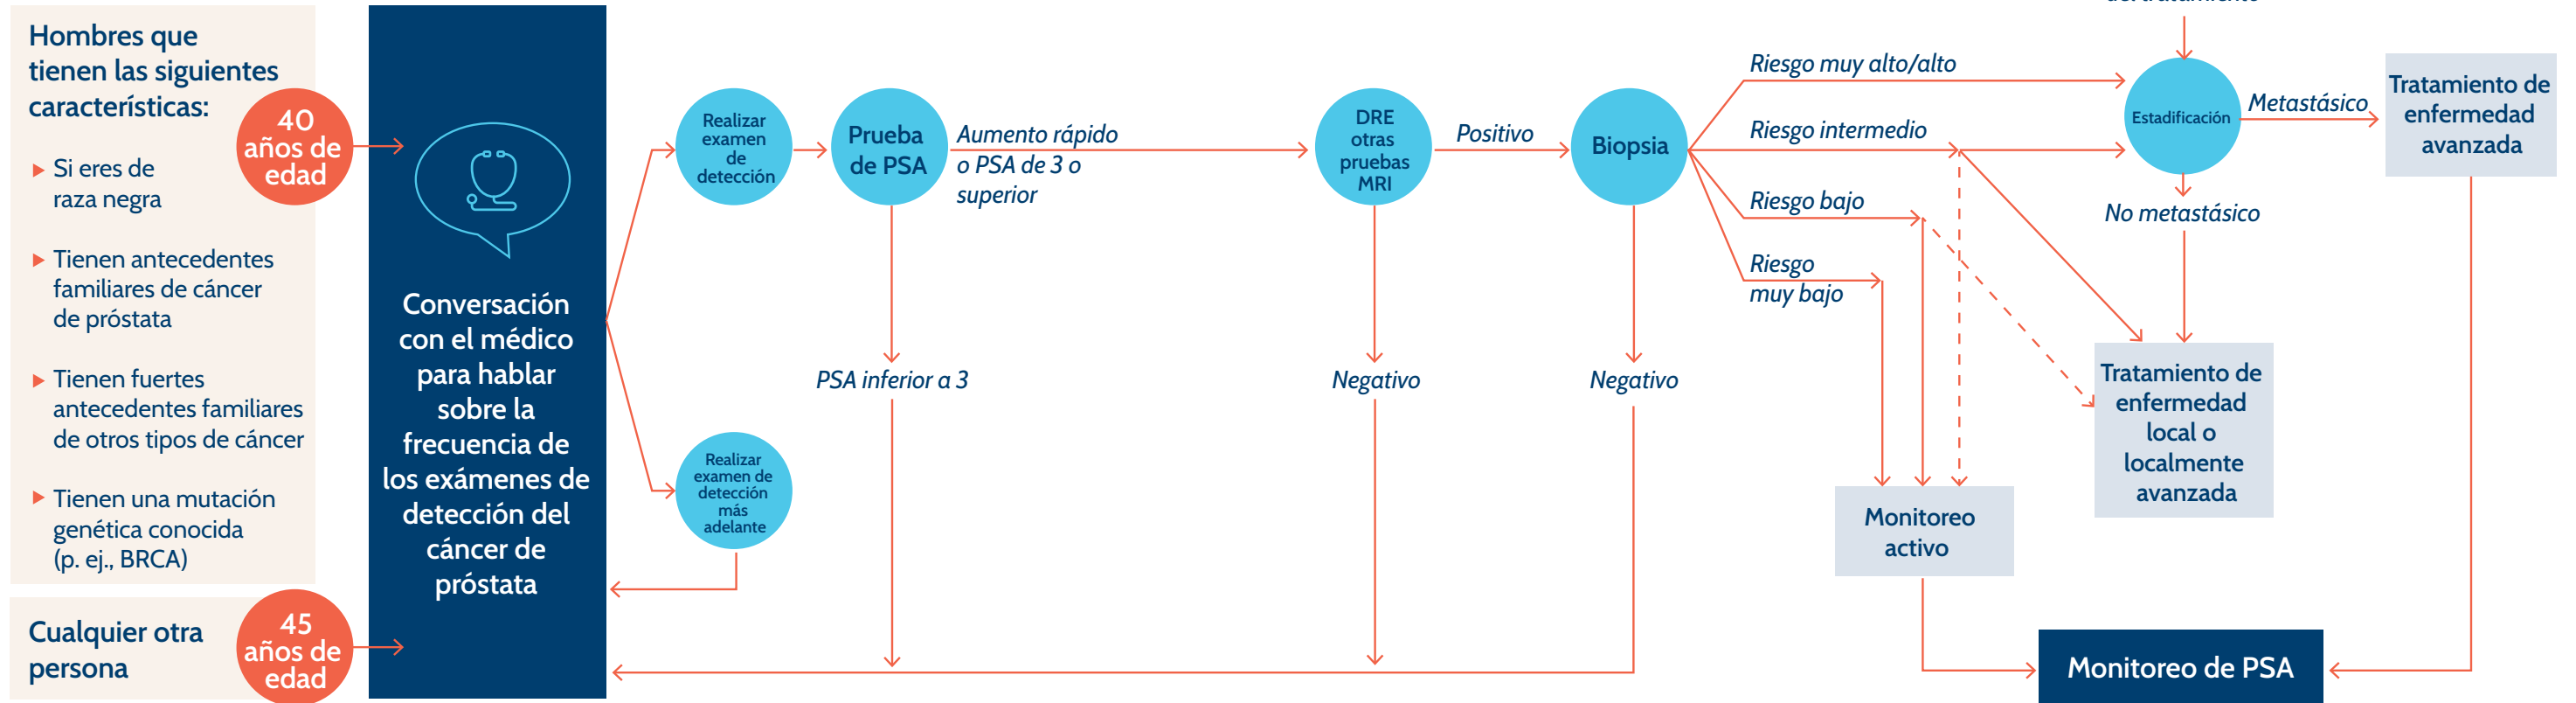 Hombres que
tienen las siguientes
características:
40
años de
edad
Si eres de
raza negra
Tienen antecedentes
familiares de cáncer
de próstata
Tienen fuertes
antecedentes familiares
de otros tipos de cáncer
Tienen una mutación
genética conocida
(p. ej., BRCA)
Cualquier otra
persona
45
años de
edad
Conversación
con el médico
para hablar
sobre la
frecuencia de
los exámenes de
detección del
cáncer de
próstata
Realizar
examen
de
detección
Realizar
examen de
detección
más
adelante
Prueba
de PSA
Aumento rápido
o PSA de 3 o
superior
PSA inferior a 3
DRE
otras
pruebas
MRI
Positivo
Negativo
Biopsia
Negativo
Riesgo muy alto/alto
Riesgo intermedio
Riesgo bajo
Riesgo
muy bajo
Estadificación
Metastásico
No metastásico
Tratamiento de
enfermedad
avanzada
Tratamiento de
enfermedad
local o
localmente
avanzada
Monitoreo
activo
Monitoreo de PSA